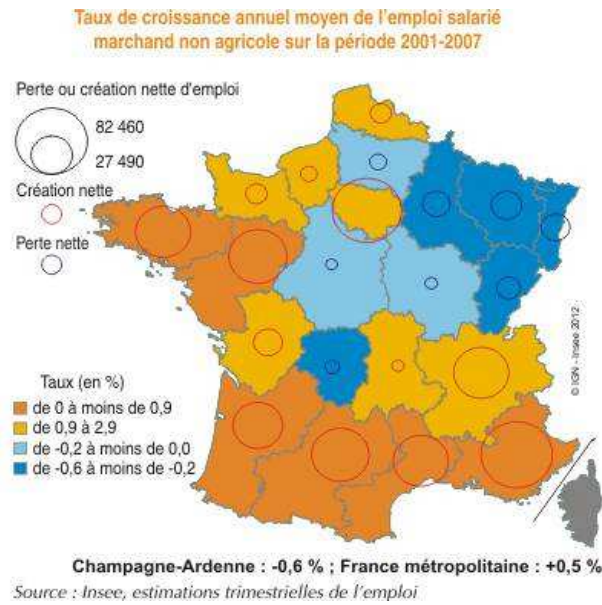 Taux de croissance annuel moyen de l'emploi salarié
marchand non agricole sur la période 2001-2007
Perte ou création nette d'emploi
82 460
27 490
Création nette
Perte nette
Taux (en %)
de 0 à moins de 0,9
de 0,9 à 2,9
de -0,2 à moins de 0,0
de -0,6 à moins de -0,2
© IGN - Insee 2012
Champagne-Ardenne : -0,6 % ; France métropolitaine : +0,5 %
Source : Insee, estimations trimestrielles de l'emploi